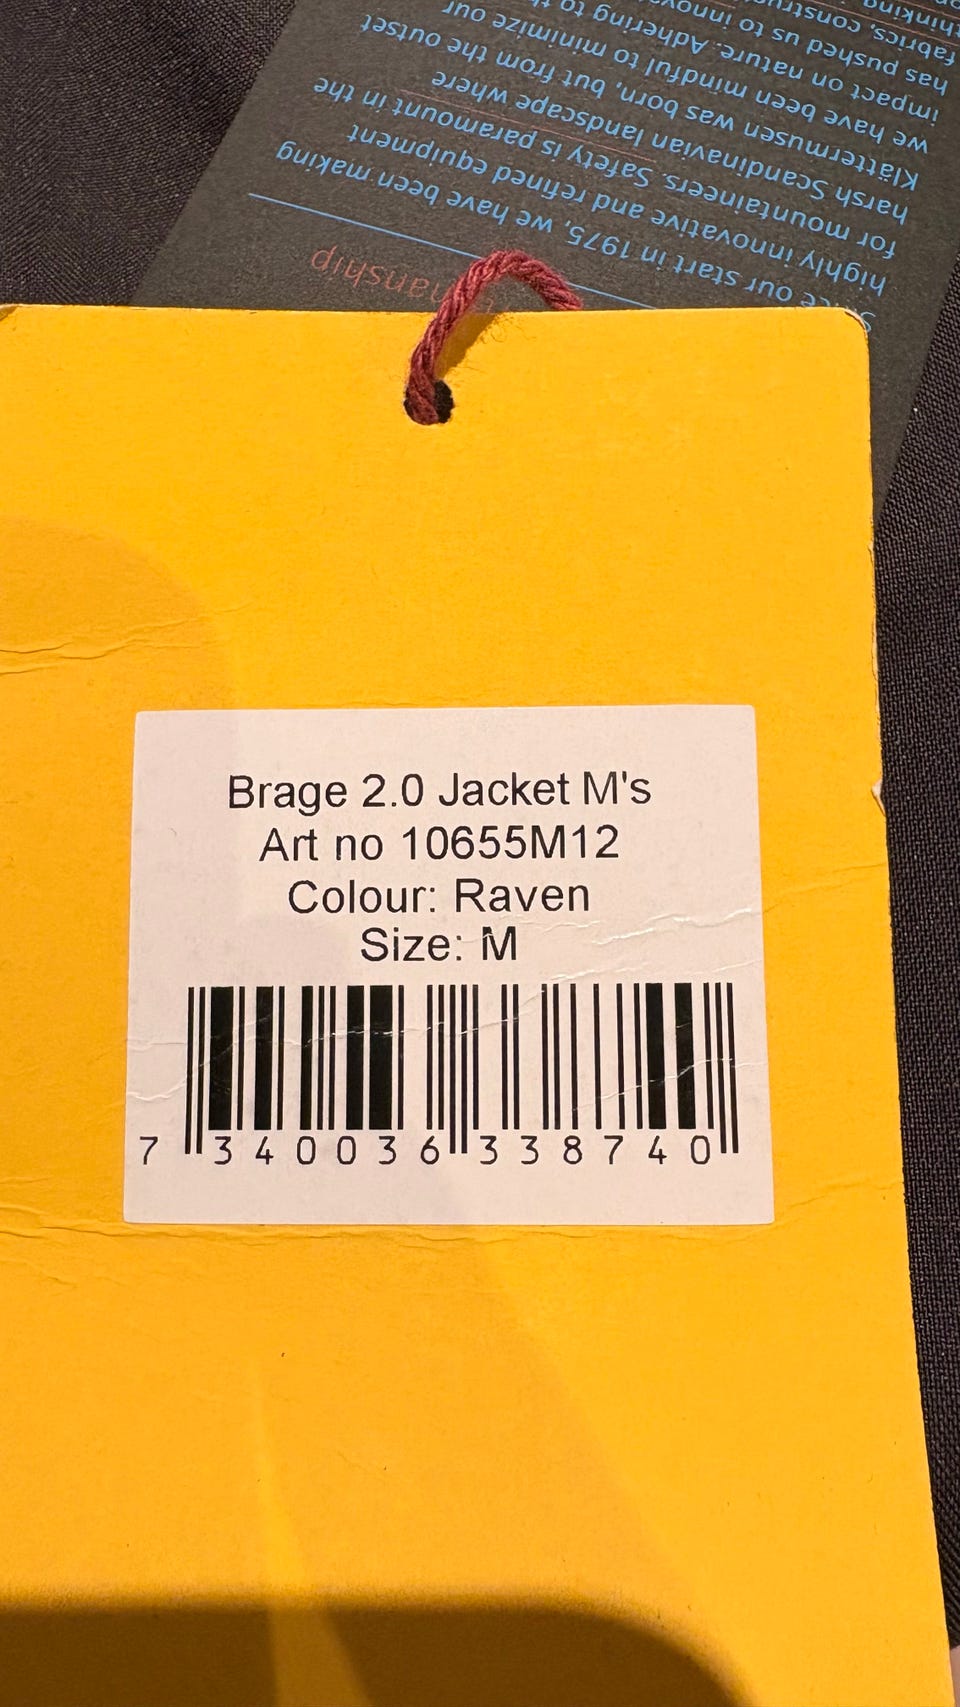 our start in 1975, we have been making
highly innovative and refined equipment
for mountaineers. Safety is paramount in the
harsh Scandinavian landscape where
Klättermusen was born, but from the outset
we have been mindful to minimize our
impact on nature. Adhering to
has pushed us to
fabrics,
thinking
Brage 2.0 Jacket M's
Art no 10655M12
Colour: Raven
Size: M
7 340036 338740